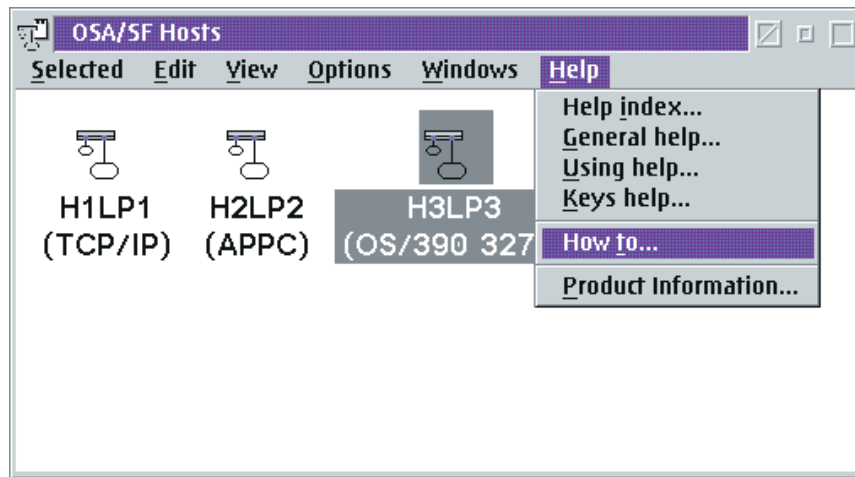 OSA/SF Hosts
Selected Edit View Options Windows Help
Help index...
General help...
Using help...
Keys help...
How to...
Product Information...
H1LP1 H2LP2 H3LP3
(TCP/IP) (APPC) (OS/390 327